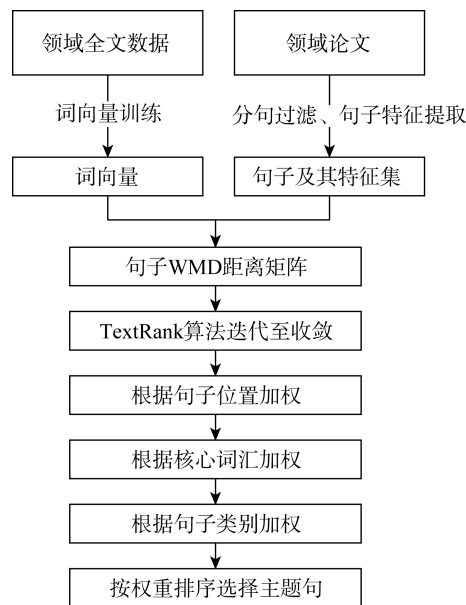 领域全文数据
领域论文
词向量训练
分句过滤、句子特征提取
词向量
句子及其特征集
句子WMD距离矩阵
TextRank算法迭代至收敛
根据句子位置加权
根据核心词汇加权
根据句子类别加权
按权重排序选择主题句